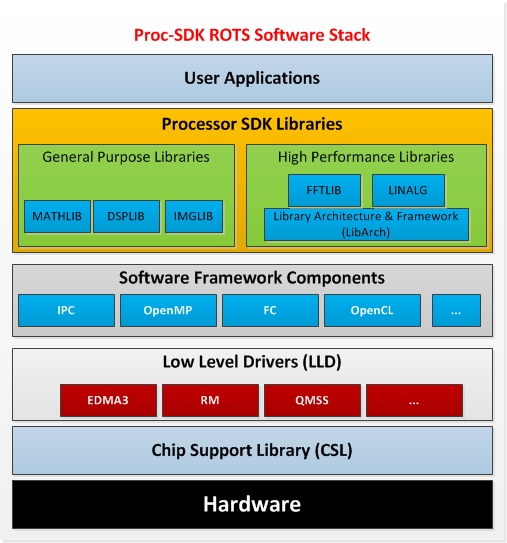 Proc-SDK ROTS Software Stack
User Applications
Processor SDK Libraries
General Purpose Libraries
MATHLIB
DSPLIB
IMGLIB
High Performance Libraries
FFTLIB
LINALG
Library Architecture & Framework
(LibArch)
Software Framework Components
IPC
OpenMP
FC
OpenCL
...
Low Level Drivers (LLD)
EDMA3
RM
QMSS
...
Chip Support Library (CSL)
Hardware